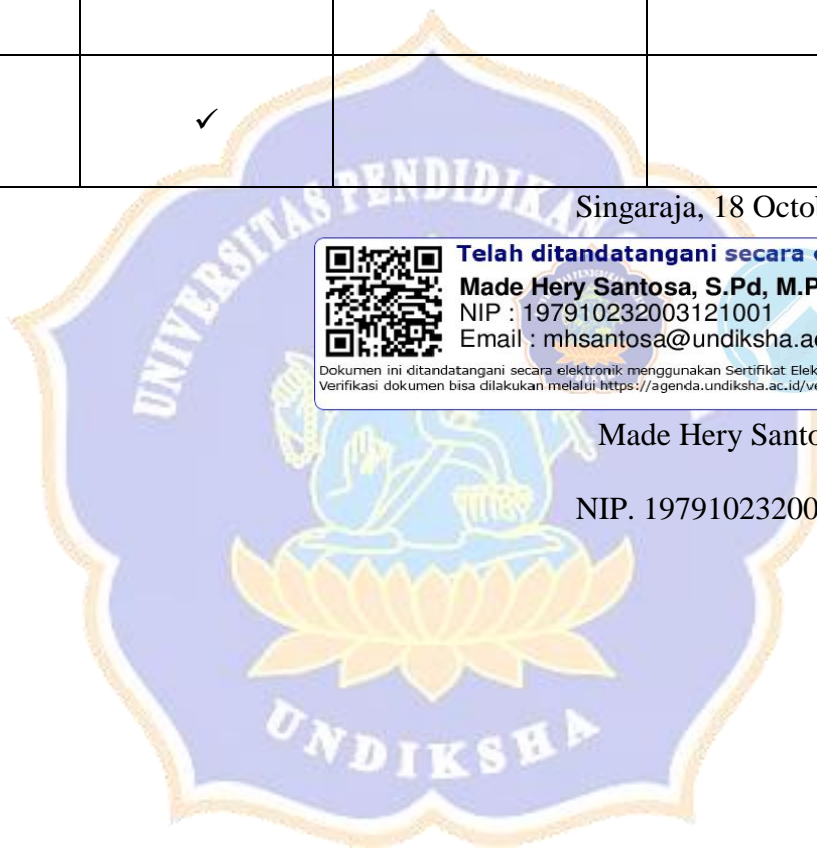 ✓
UNIVERSITAS PENDIDIKAN
Singaraja, 18 Octo
Telah ditandatangani secara
Made Hery Santosa, S.Pd, M.P
NIP : 197910232003121001
Email : mhsantosa@undiksha.ac
Dokumen ini ditandatangani secara elektronik menggunakan Sertifikat Elek
Verifikasi dokumen bisa dilakukan melalui https://agenda.undiksha.ac.id/ve
Made Hery Santo
NIP. 19791023200
UNDIKSHA